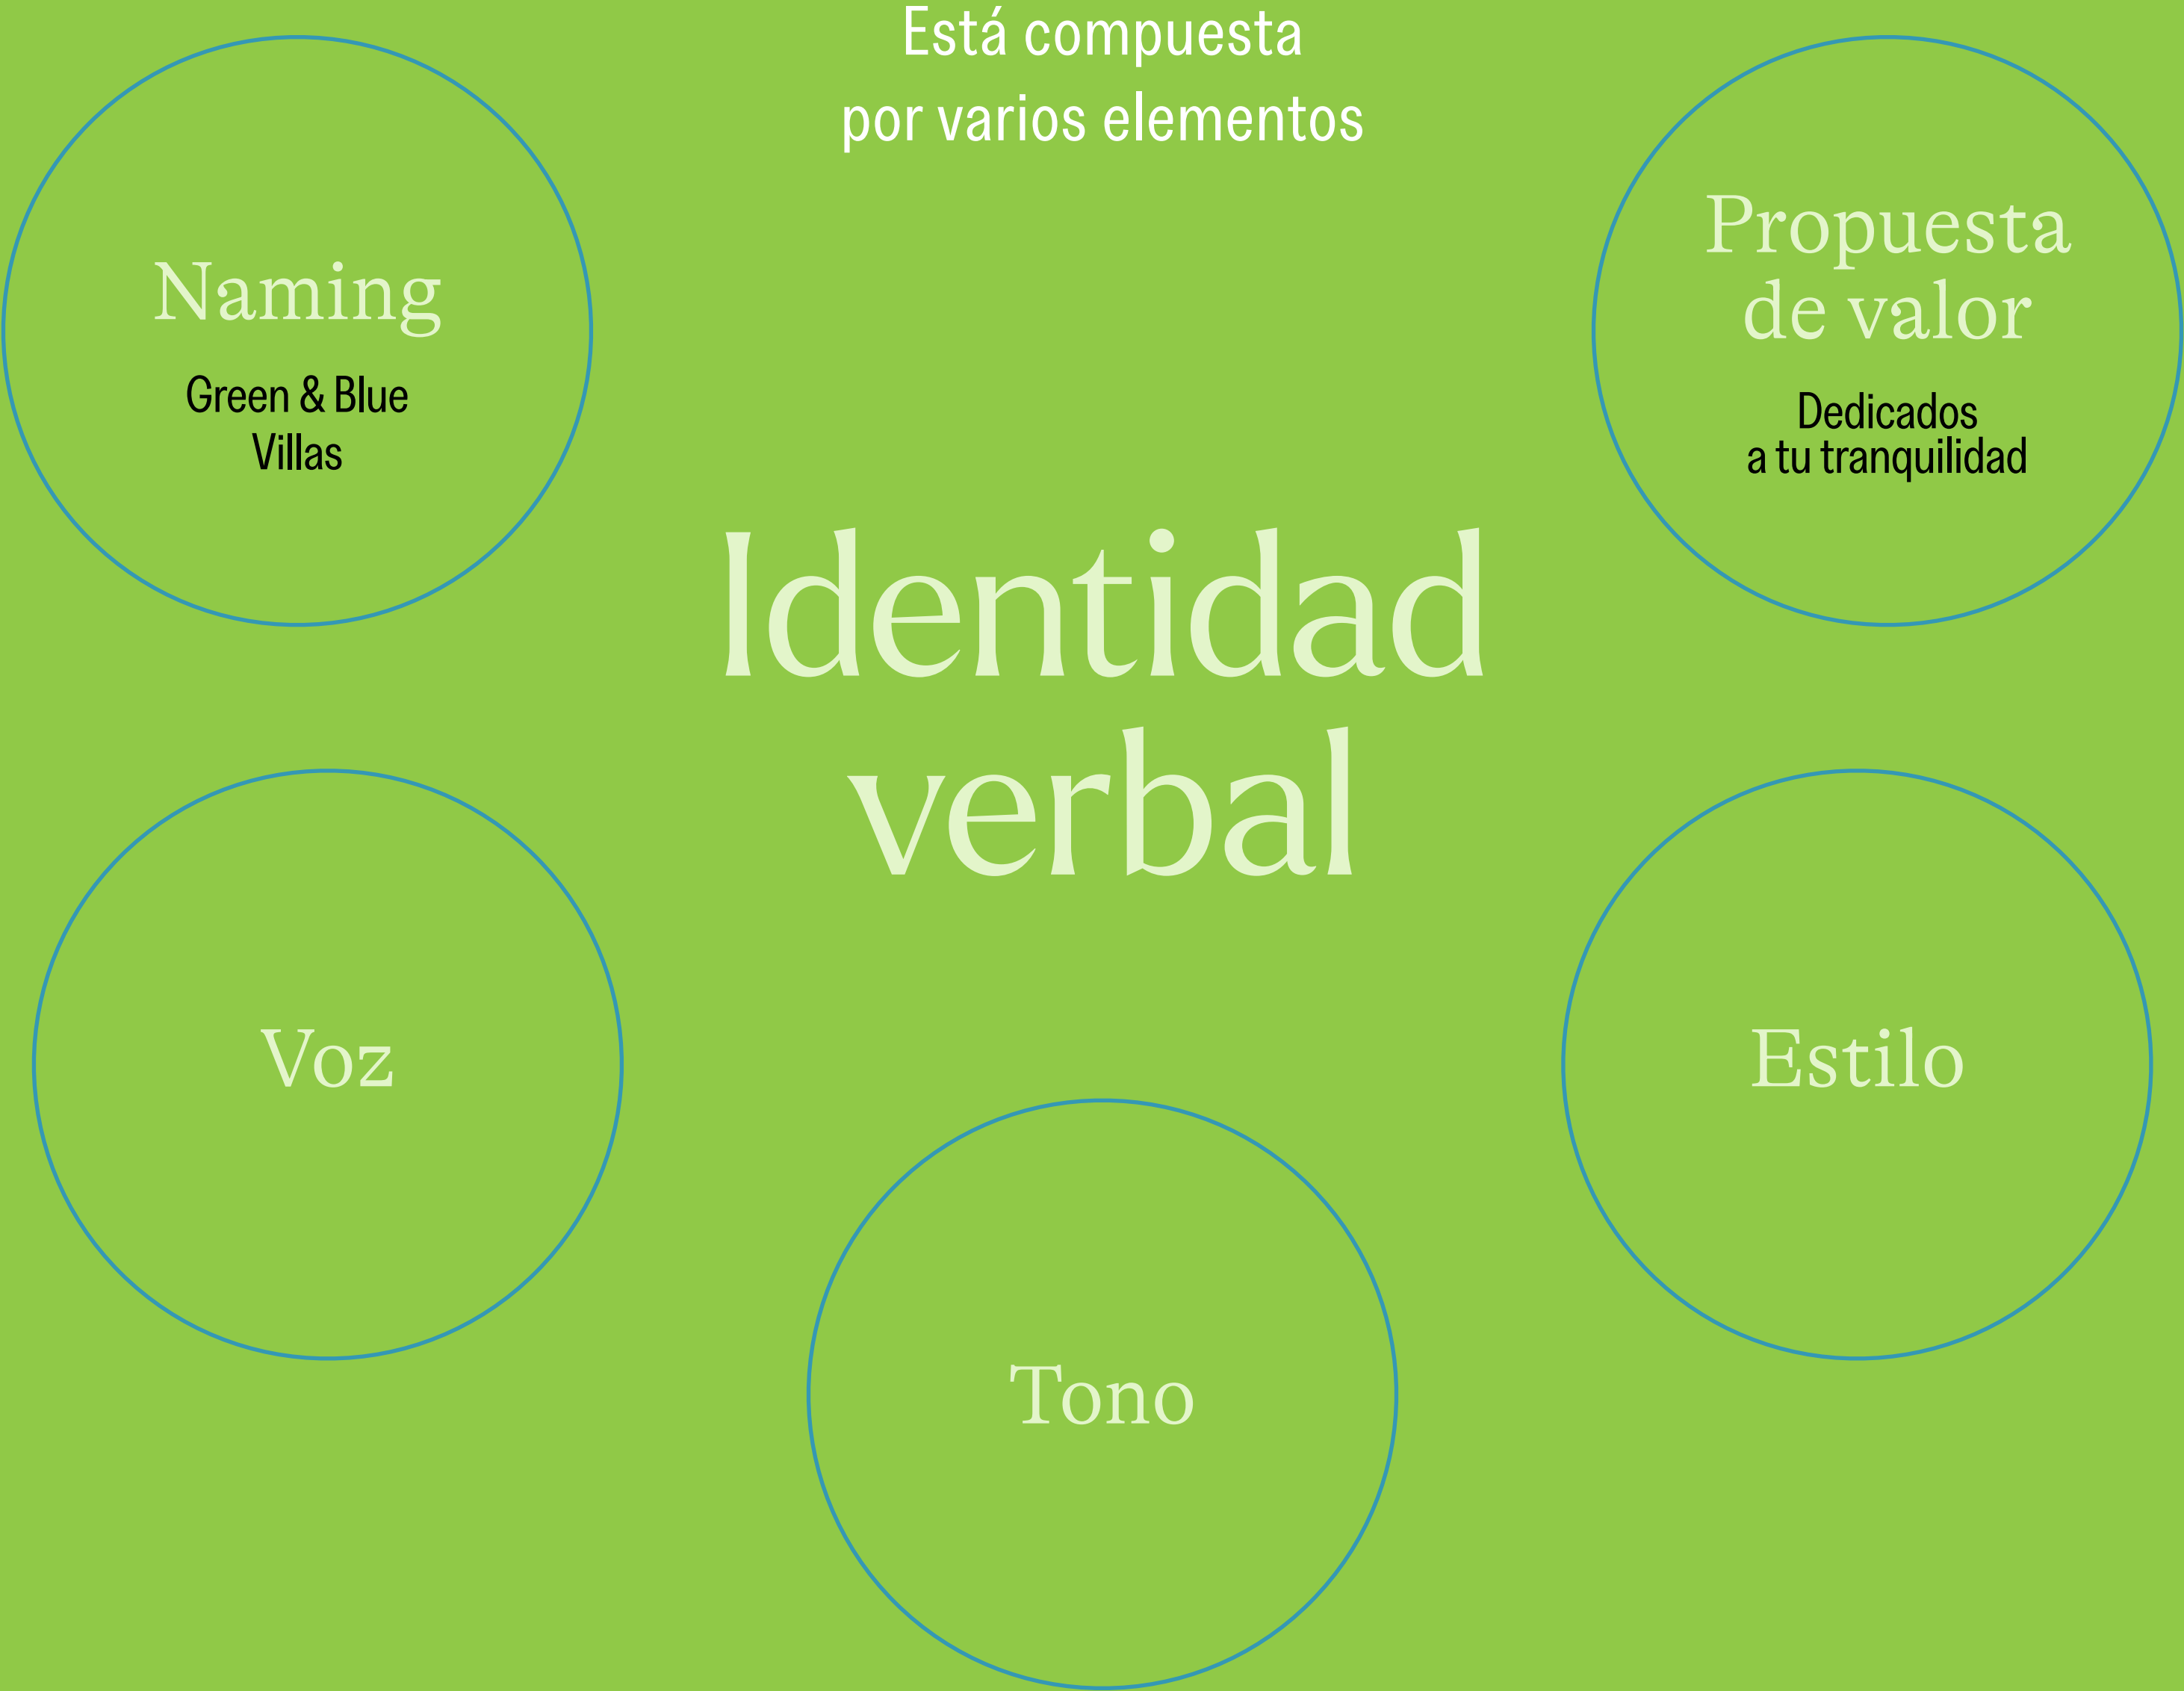 Está compuesta
por varios elementos
Naming
Green & Blue
Villas
Propuesta
de valor
Dedicados
a tu tranquilidad
Identidad
verbal
Voz
Estilo
Tono